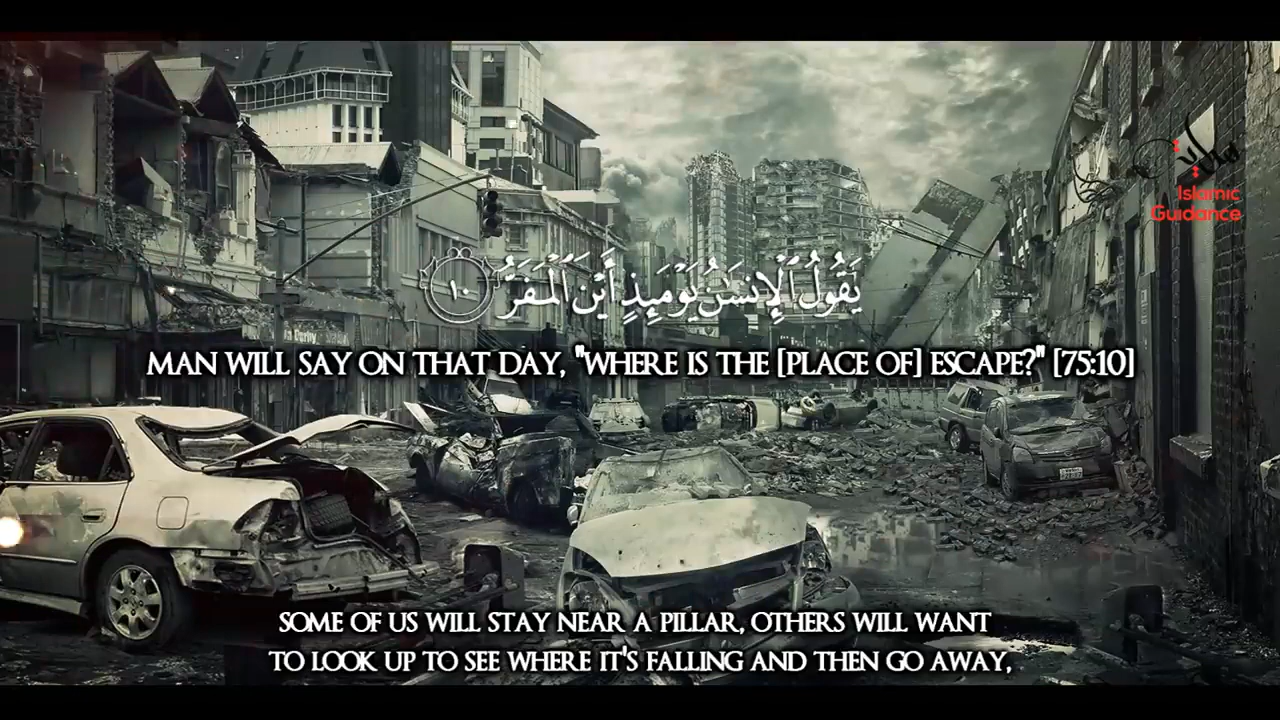 يَقُولُ ٱلْإِنسَـٰنُ يَوْمَئِذٍ أَيْنَ ٱلْمَفَرُّ ١٠
MAN WILL SAY ON THAT DAY, "WHERE IS THE [PLACE OF] ESCAPE?" [75:10]
Islamic
Guidance
SOME OF US WILL STAY NEAR A PILLAR, OTHERS WILL WANT
TO LOOK UP TO SEE WHERE IT'S FALLING AND THEN GO AWAY,